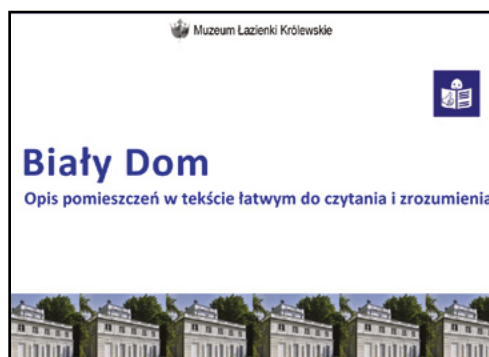 Muzeum Łazienki Królewskie
Biały Dom
Opis pomieszczeń w tekście łatwym do czytania i zrozumienia